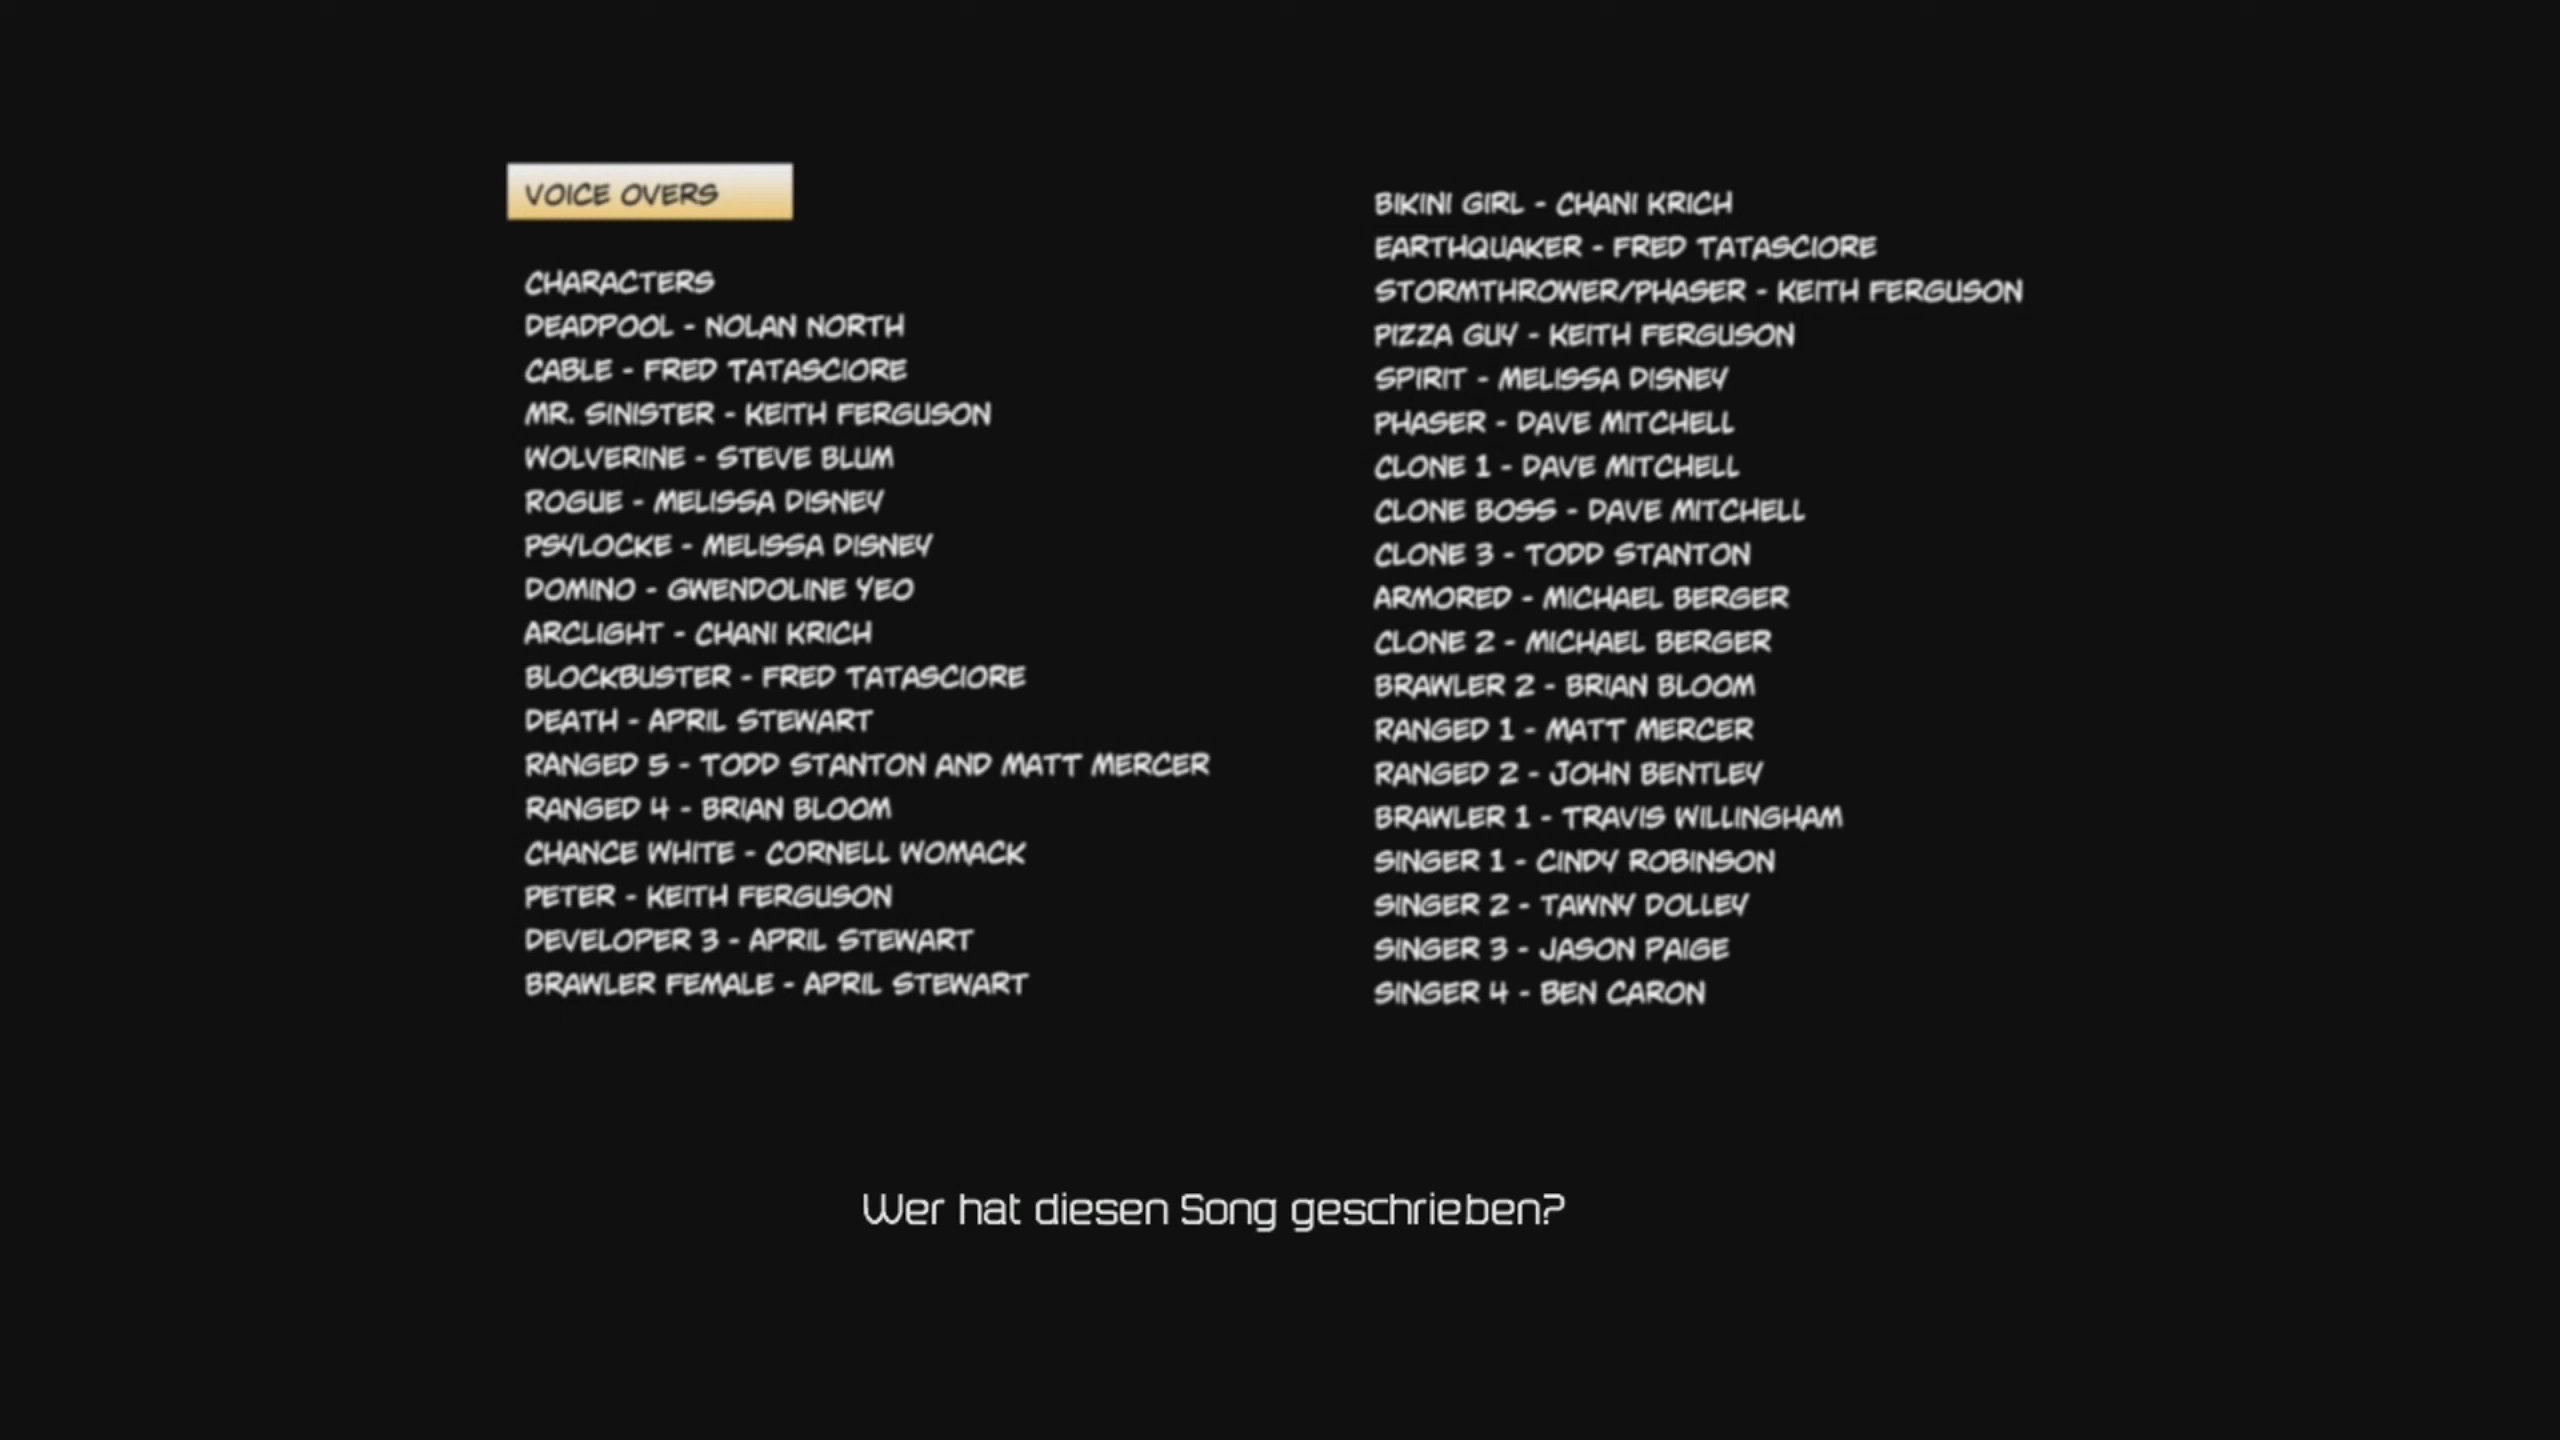 VOICE OVERS
CHARACTERS
DEADPOOL - NOLAN NORTH
CABLE - FRED TATASCIORE
MR. SINISTER - KEITH FERGUSON
WOLVERINE - STEVE BLUM
ROGUE - MELISSA DISNEY
PSYLOCKE - MELISSA DISNEY
DOMINO - GWENDOLINE YEO
ARCLIGHT - CHANI KRICH
BLOCKBUSTER - FRED TATASCIORE
DEATH - APRIL STEWART
RANGED 5 - TODD STANTON AND MATT MERCER
RANGED 4 - BRIAN BLOOM
CHANCE WHITE - CORNELL WOMACK
PETER - KEITH FERGUSON
DEVELOPER 3 - APRIL STEWART
BRAWLER FEMALE - APRIL STEWART
BIKINI GIRL - CHANI KRICH
EARTHQUAKER - FRED TATASCIORE
STORMTHROWER/PHASER - KEITH FERGUSON
PIZZA GUY - KEITH FERGUSON
SPIRIT - MELISSA DISNEY
PHASER - DAVE MITCHELL
CLONE 1 - DAVE MITCHELL
CLONE BOSS - DAVE MITCHELL
CLONE 3 - TODD STANTON
ARMORED - MICHAEL BERGER
CLONE 2 - MICHAEL BERGER
BRAWLER 2 - BRIAN BLOOM
RANGED 1 - MATT MERCER
RANGED 2 - JOHN BENTLEY
BRAWLER 1 - TRAVIS WILLINGHAM
SINGER 1 - CINDY ROBINSON
SINGER 2 - TAWNY DOLLEY
SINGER 3 - JASON PAIGE
SINGER 4 - BEN CARON
Wer hat diesen Song geschrieben?